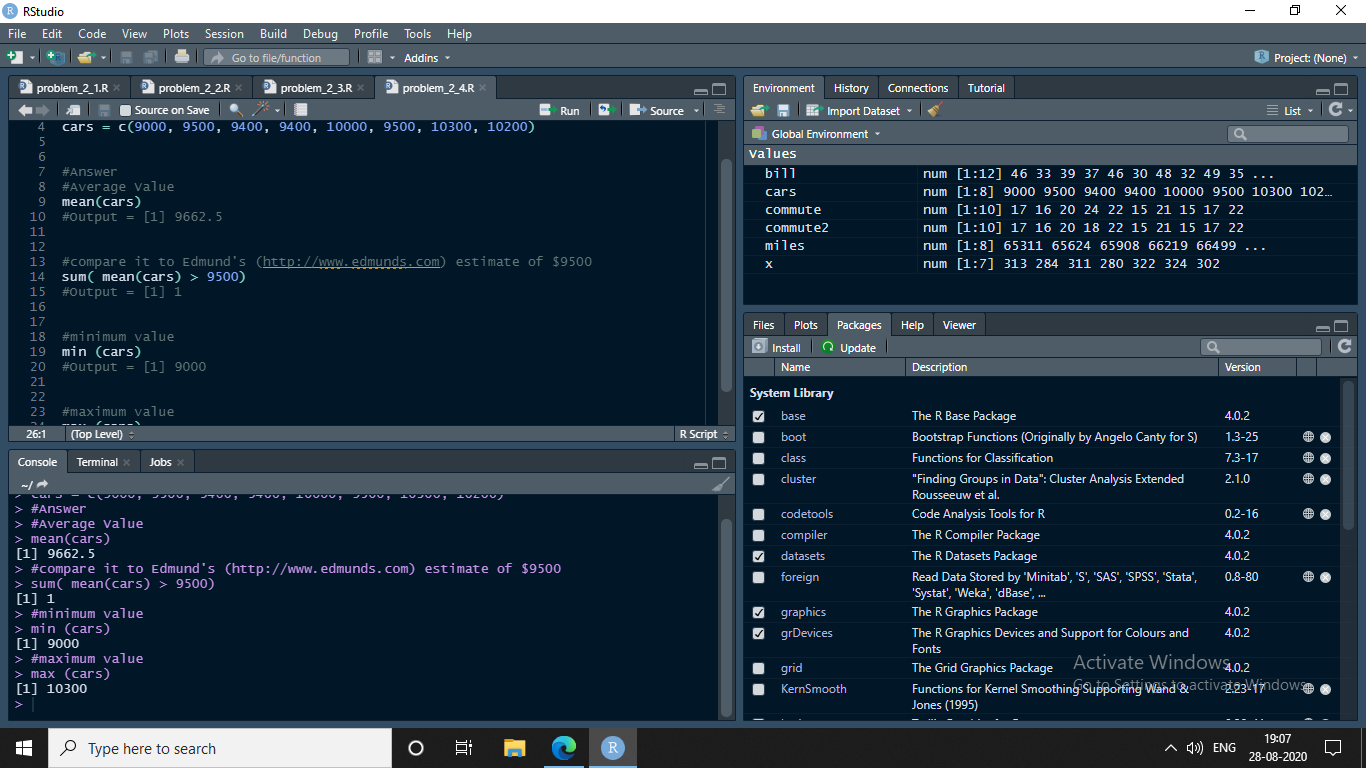 RStudio
File Edit Code View Plots Session Build Debug Profile Tools Help
Go to file/function Addins Project: (None)
problem_2_1.R problem_2_2.R problem_2_3.R problem_2_4.R
Source on Save Run Source
4 cars = c(9000, 9500, 9400, 9400, 10000, 9500, 10300, 10200)
5
6
7 #Answer
8 #Average value
9 mean(cars)
10 #Output = [1] 9662.5
11
12
13 #compare it to Edmund's (http://www.edmunds.com) estimate of $9500
14 sum( mean(cars) > 9500)
15 #Output = [1] 1
16
17
18 #minimum value
19 min (cars)
20 #Output = [1] 9000
21
22
23 #maximum value
26:1 (Top Level) R Script
Console Terminal Jobs
~/
> cars = c(9000, 9500, 9400, 9400, 10000, 9500, 10300, 10200)
> #Answer
> #Average value
> mean(cars)
[1] 9662.5
> #compare it to Edmund's (http://www.edmunds.com) estimate of $9500
> sum( mean(cars) > 9500)
[1] 1
> #minimum value
> min (cars)
[1] 9000
> #maximum value
> max (cars)
[1] 10300
>
Environment History Connections Tutorial
Import Dataset List
Global Environment
Values
bill num [1:12] 46 33 39 37 46 30 48 32 49 35 ...
cars num [1:8] 9000 9500 9400 9400 10000 9500 10300 102…
commute num [1:10] 17 16 20 24 22 15 21 15 17 22
commute2 num [1:10] 17 16 20 18 22 15 21 15 17 22
miles num [1:8] 65311 65624 65908 66219 66499 ...
x num [1:7] 313 284 311 280 322 324 302
Files Plots Packages Help Viewer
Install Update
Name Description Version
System Library
base The R Base Package 4.0.2
boot Bootstrap Functions (Originally by Angelo Canty for S) 1.3-25
class Functions for Classification 7.3-17
cluster "Finding Groups in Data": Cluster Analysis Extended 2.1.0
Rousseeuw et al.
codetools Code Analysis Tools for R 0.2-16
compiler The R Compiler Package 4.0.2
datasets The R Datasets Package 4.0.2
foreign Read Data Stored by 'Minitab', 'S', 'SAS', 'SPSS', 'Stata', 0.8-80
'Systat', 'Weka', 'dBase', ...
graphics The R Graphics Package 4.0.2
grDevices The R Graphics Devices and Support for Colours and 4.0.2
Fonts
grid The Grid Graphics Package 4.0.2
KernSmooth Functions for Kernel Smoothing Supporting Wand & 2.23-17
Jones (1995)
Activate Windows
Go to Settings to activate Windows.
Type here to search
ENG
19:07
28-08-2020